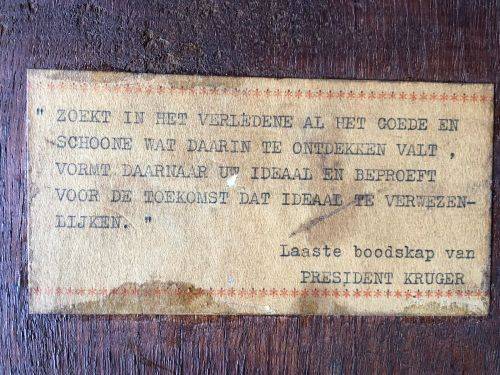 " ZOEKT IN HET VERLEDENE AL HET GOEDE EN
SCHOONE WAT DAARIN TE ONTDEKKEN VALT ,
VORMT DAARNAAR UW IDEAAL EN BEPROEFT
VOOR DE TOEKOMST DAT IDEAAL TE VERWEZEN-
LIJKEN. "
Laaste boodskap van
PRESIDENT KRUGER